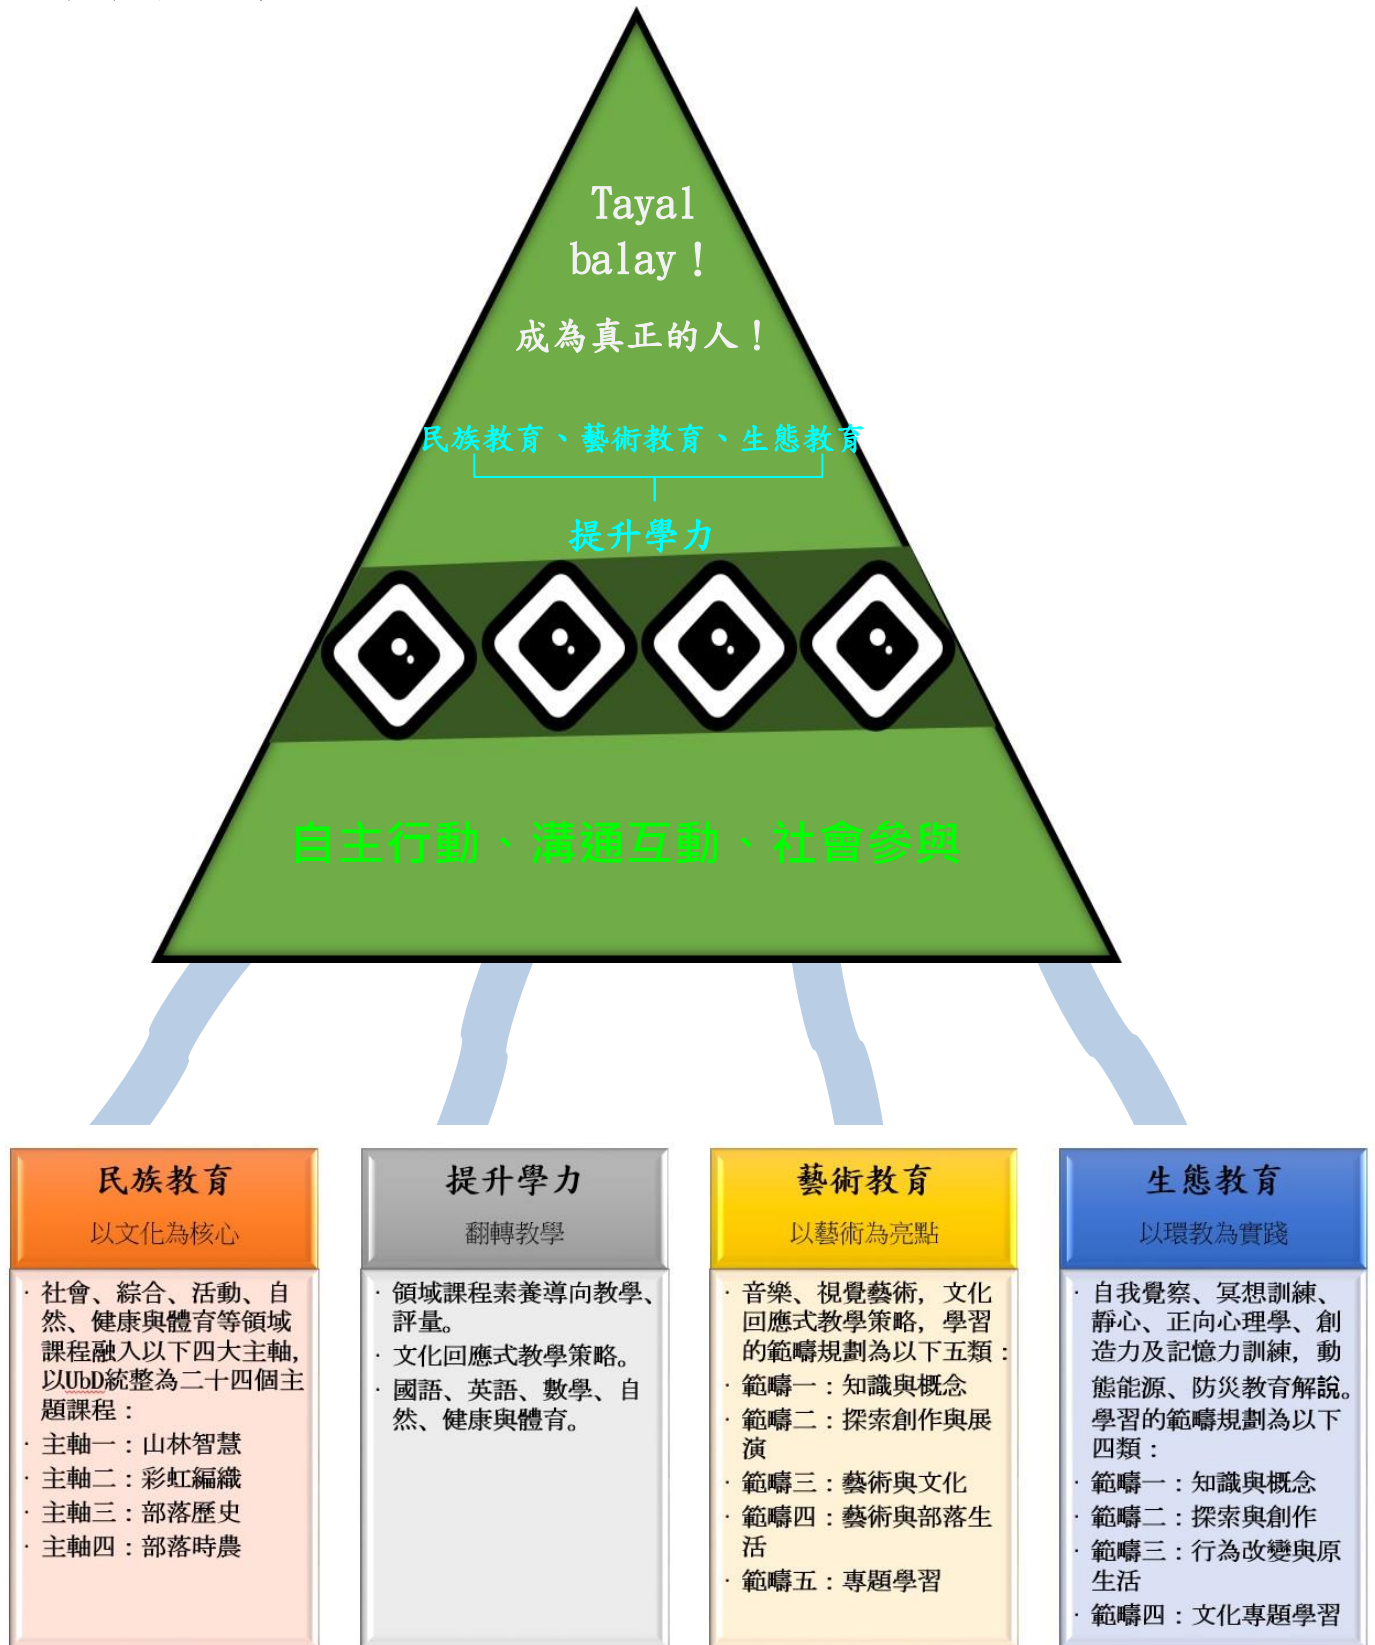 Tayal
balay！
成為真正的人！
民族教育、藝術教育、生態教育
提升學力
自主行動、溝通互動、社會參與
民族教育
以文化為核心
· 社會、綜合、活動、自
然、健康與體育等領域
課程融入以下四大主軸,
以UbD統整為二十四個主
題課程：
· 主軸一：山林智慧
· 主軸二：彩虹編織
· 主軸三：部落歷史
· 主軸四：部落時農
提升學力
翻轉教學
· 領域課程素養導向教學、
評量。
· 文化回應式教學策略。
· 國語、英語、數學、自
然、健康與體育。
藝術教育
以藝術為亮點
· 音樂、視覺藝術, 文化
回應式教學策略, 學習
的範疇規劃為以下五類：
· 範疇一：知識與概念
· 範疇二：探索創作與展
演
· 範疇三：藝術與文化
· 範疇四：藝術與部落生
活
· 範疇五：專題學習
生態教育
以環教為實踐
· 自我覺察、冥想訓練、
靜心、正向心理學、創
造力及記憶力訓練, 動
態能源、防災教育解說。
學習的範疇規劃為以下
四類：
· 範疇一：知識與概念
· 範疇二：探索與創作
· 範疇三：行為改變與原
生活
· 範疇四：文化專題學習